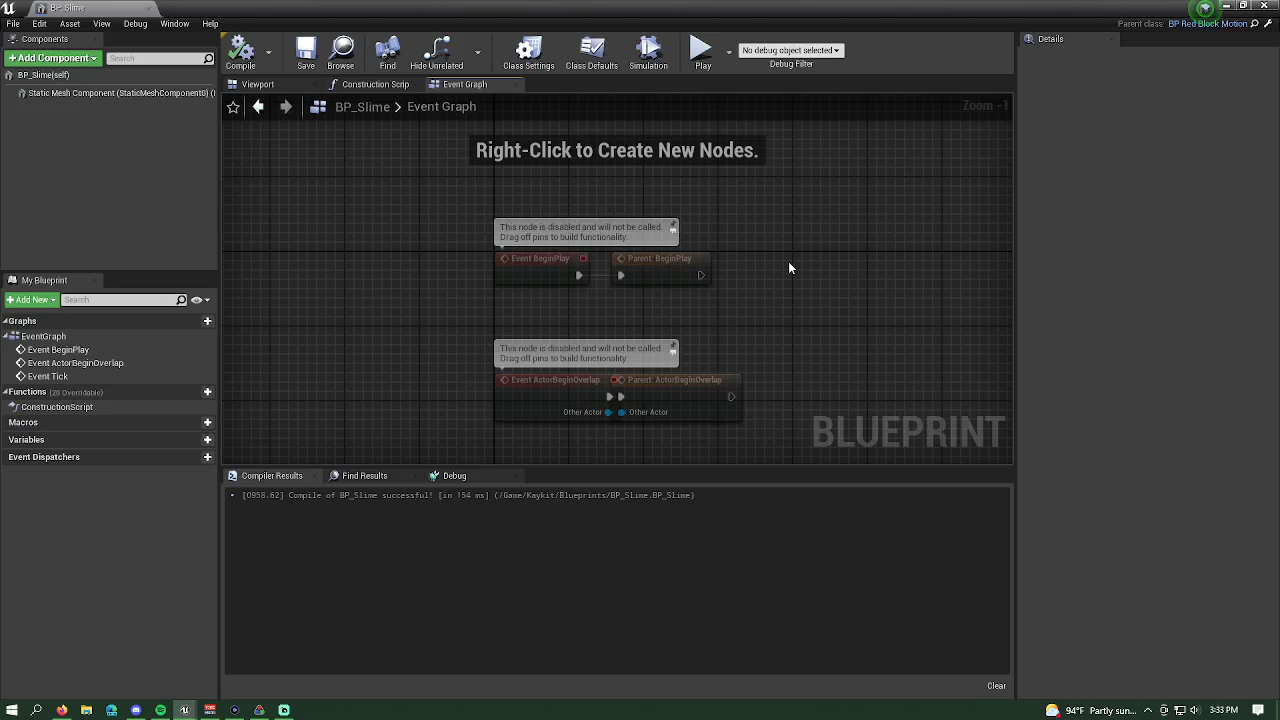 BP_Slime
File Edit Asset View Debug Window Help
Parent class: BP Red Block Motion
Components
+Add Component
Search
BP_Slime(self)
Static Mesh Component (StaticMeshComponent0) (
Compile
Save
Browse
Find
Hide Unrelated
Class Settings
Class Defaults
Simulation
Play
No debug object selected
Debug Filter
Details
Viewport
Construction Scrip
Event Graph
BP_Slime > Event Graph
Zoom -1
Right-Click to Create New Nodes.
This node is disabled and will not be called.
Drag off pins to build functionality.
Event BeginPlay
Parent: BeginPlay
This node is disabled and will not be called.
Drag off pins to build functionality.
Event ActorBeginOverlap
Parent: ActorBeginOverlap
Other Actor
Other Actor
BLUEPRINT
My Blueprint
+Add New
Search
Graphs
EventGraph
Event BeginPlay
Event ActorBeginOverlap
Event Tick
Functions (20 Overridable)
ConstructionScript
Macros
Variables
Event Dispatchers
Compiler Results
Find Results
Debug
[0958.62] Compile of BP_Slime successful! [in 154 ms] (/Game/Kaykit/Blueprints/BP_Slime.BP_Slime)
Clear
94°F Partly sun...
3:33 PM